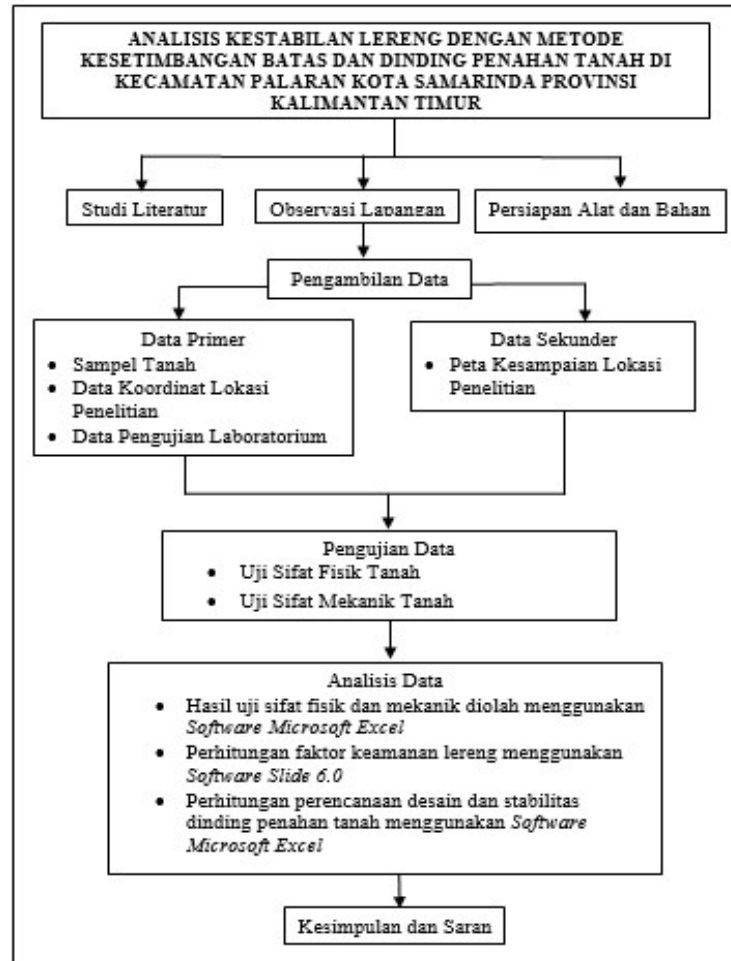 ANALISIS KESTABILAN LERENG DENGAN METODE
KESETIMBANGAN BATAS DAN DINDING PENAHAN TANAH DI
KECAMATAN PALARAN KOTA SAMARINDA PROVINSI
KALIMANTAN TIMUR
Studi Literatur
Observasi Lapangan
Persiapan Alat dan Bahan
Pengambilan Data
Data Primer
• Sampel Tanah
• Data Koordinat Lokasi
Penelitian
• Data Pengujian Laboratorium
Data Sekunder
• Peta Kesampaian Lokasi
Penelitian
Pengujian Data
• Uji Sifat Fisik Tanah
• Uji Sifat Mekanik Tanah
Analisis Data
• Hasil uji sifat fisik dan mekanik diolah menggunakan
Software Microsoft Excel
• Perhitungan faktor keamanan lereng menggunakan
Software Slide 6.0
• Perhitungan perencanaan desain dan stabilitas
dinding penahan tanah menggunakan Software
Microsoft Excel
Kesimpulan dan Saran